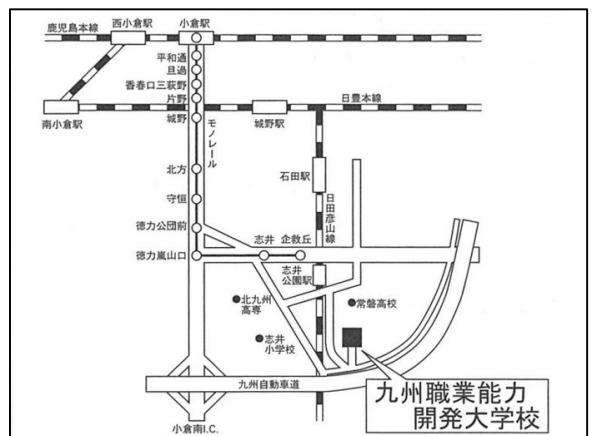 鹿児島本線
西小倉駅
小倉駅
平和通
旦過
香春口三萩野
片野
日豊本線
南小倉駅
城野
城野駅
モノレール
北方
石田駅
守恒
日田彦山線
徳力公団前
志井
企救丘
徳力嵐山口
志井
公園駅
北九州
高専
常磐高校
志井
小学校
九州自動車道
九州職業能力
開発大学校
小倉南I.C.